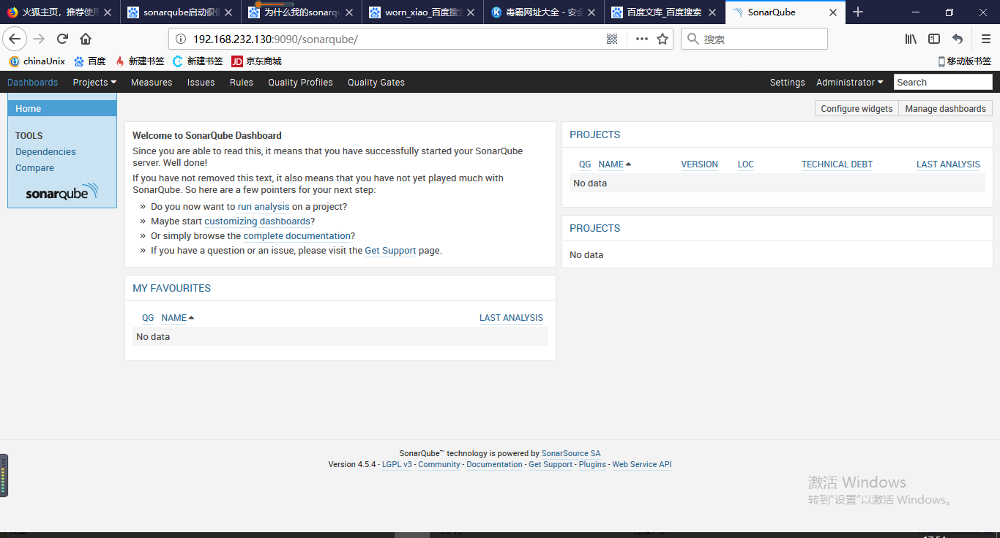 火狐主页，推荐使用
sonarqube启动很慢
为什么我的sonarqu
worn_xiao_百度搜索
毒霸网址大全 - 安全
百度文库_百度搜索
SonarQube
192.168.232.130:9090/sonarqube/
搜索
chinaUnix 百度 新建书签 新建书签 JD 京东商城 移动版书签
Dashboards Projects Measures Issues Rules Quality Profiles Quality Gates Settings Administrator Search
Home
TOOLS
Dependencies
Compare
sonarqube
Configure widgets Manage dashboards
Welcome to SonarQube Dashboard
Since you are able to read this, it means that you have successfully started your SonarQube
server. Well done!
If you have not removed this text, it also means that you have not yet played much with
SonarQube. So here are a few pointers for your next step:
» Do you now want to run analysis on a project?
» Maybe start customizing dashboards?
» Or simply browse the complete documentation?
» If you have a question or an issue, please visit the Get Support page.
MY FAVOURITES
QG NAME LAST ANALYSIS
No data
PROJECTS
QG NAME VERSION LOC TECHNICAL DEBT LAST ANALYSIS
No data
PROJECTS
No data
SonarQube™ technology is powered by SonarSource SA
Version 4.5.4 - LGPL v3 - Community - Documentation - Get Support - Plugins - Web Service API
激活 Windows
转到"设置"以激活 Windows。